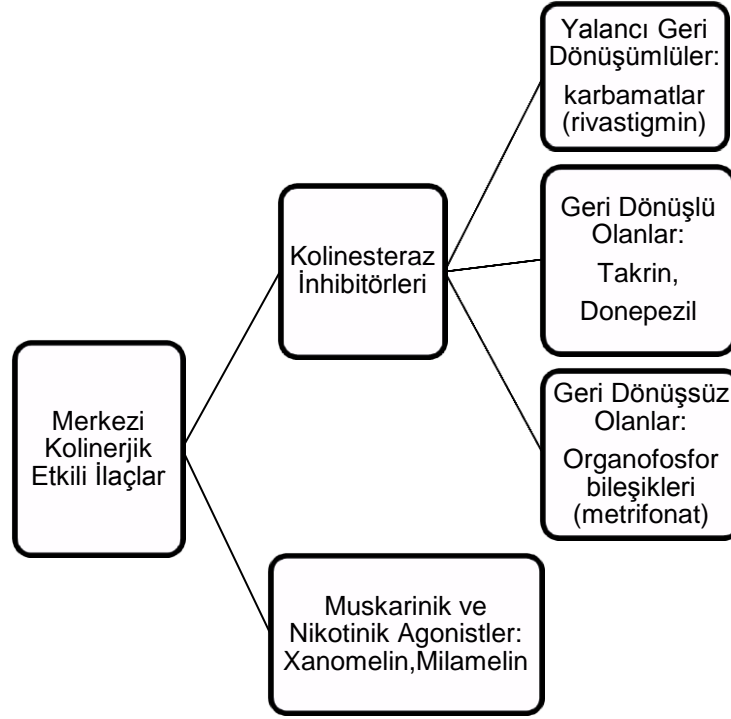 Merkezi
Kolinerjik
Etkili İlaçlar
Kolinesteraz
İnhibitörleri
Yalancı Geri
Dönüşümlüler:
karbamatlar
(rivastigmin)
Geri Dönüşlü
Olanlar:
Takrin,
Donepezil
Geri Dönüşsüz
Olanlar:
Organofosfor
bileşikleri
(metrifonat)
Muskarinik ve
Nikotinik Agonistler:
Xanomelin,Milamelin